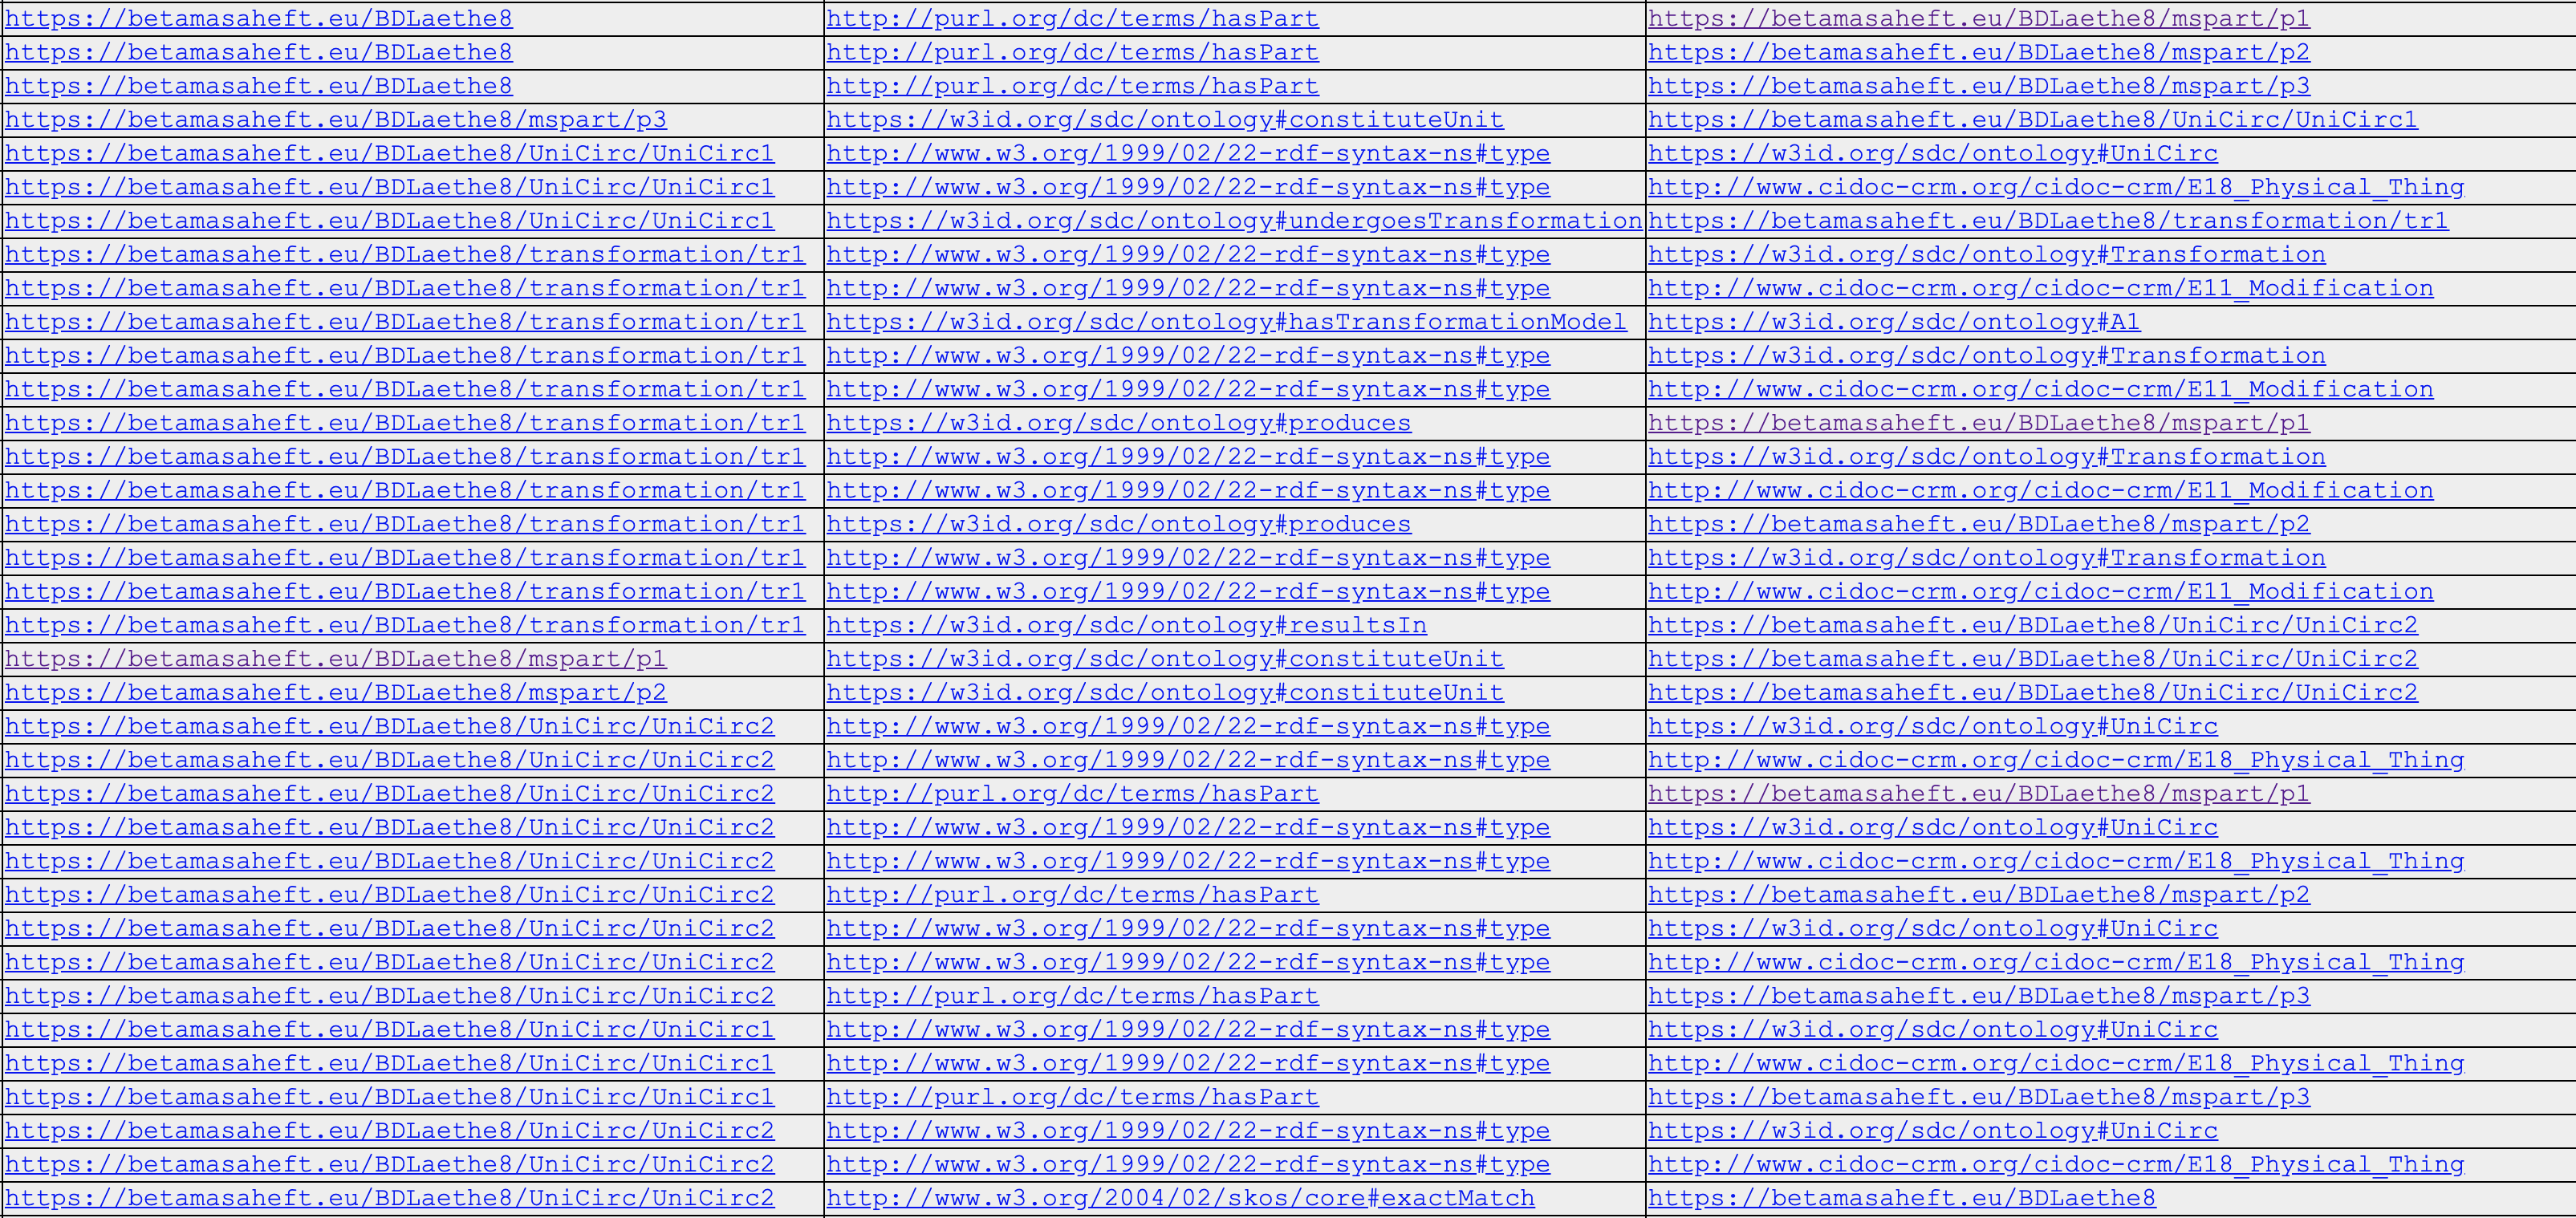 https://betamasaheft.eu/BDLaethe8 http://purl.org/dc/terms/hasPart https://betamasaheft.eu/BDLaethe8/mspart/p1
https://betamasaheft.eu/BDLaethe8 http://purl.org/dc/terms/hasPart https://betamasaheft.eu/BDLaethe8/mspart/p2
https://betamasaheft.eu/BDLaethe8 http://purl.org/dc/terms/hasPart https://betamasaheft.eu/BDLaethe8/mspart/p3
https://betamasaheft.eu/BDLaethe8/mspart/p3 https://w3id.org/sdc/ontology#constituteUnit https://betamasaheft.eu/BDLaethe8/UniCirc/UniCirc1
https://betamasaheft.eu/BDLaethe8/UniCirc/UniCirc1 http://www.w3.org/1999/02/22-rdf-syntax-ns#type https://w3id.org/sdc/ontology#UniCirc
https://betamasaheft.eu/BDLaethe8/UniCirc/UniCirc1 http://www.w3.org/1999/02/22-rdf-syntax-ns#type http://www.cidoc-crm.org/cidoc-crm/E18_Physical_Thing
https://betamasaheft.eu/BDLaethe8/UniCirc/UniCirc1 https://w3id.org/sdc/ontology#undergoesTransformation https://betamasaheft.eu/BDLaethe8/transformation/tr1
https://betamasaheft.eu/BDLaethe8/transformation/tr1 http://www.w3.org/1999/02/22-rdf-syntax-ns#type https://w3id.org/sdc/ontology#Transformation
https://betamasaheft.eu/BDLaethe8/transformation/tr1 http://www.w3.org/1999/02/22-rdf-syntax-ns#type http://www.cidoc-crm.org/cidoc-crm/E11_Modification
https://betamasaheft.eu/BDLaethe8/transformation/tr1 https://w3id.org/sdc/ontology#hasTransformationModel https://w3id.org/sdc/ontology#A1
https://betamasaheft.eu/BDLaethe8/transformation/tr1 http://www.w3.org/1999/02/22-rdf-syntax-ns#type https://w3id.org/sdc/ontology#Transformation
https://betamasaheft.eu/BDLaethe8/transformation/tr1 http://www.w3.org/1999/02/22-rdf-syntax-ns#type http://www.cidoc-crm.org/cidoc-crm/E11_Modification
https://betamasaheft.eu/BDLaethe8/transformation/tr1 https://w3id.org/sdc/ontology#produces https://betamasaheft.eu/BDLaethe8/mspart/p1
https://betamasaheft.eu/BDLaethe8/transformation/tr1 http://www.w3.org/1999/02/22-rdf-syntax-ns#type https://w3id.org/sdc/ontology#Transformation
https://betamasaheft.eu/BDLaethe8/transformation/tr1 http://www.w3.org/1999/02/22-rdf-syntax-ns#type http://www.cidoc-crm.org/cidoc-crm/E11_Modification
https://betamasaheft.eu/BDLaethe8/transformation/tr1 https://w3id.org/sdc/ontology#produces https://betamasaheft.eu/BDLaethe8/mspart/p2
https://betamasaheft.eu/BDLaethe8/transformation/tr1 http://www.w3.org/1999/02/22-rdf-syntax-ns#type https://w3id.org/sdc/ontology#Transformation
https://betamasaheft.eu/BDLaethe8/transformation/tr1 http://www.w3.org/1999/02/22-rdf-syntax-ns#type http://www.cidoc-crm.org/cidoc-crm/E11_Modification
https://betamasaheft.eu/BDLaethe8/transformation/tr1 https://w3id.org/sdc/ontology#resultsIn https://betamasaheft.eu/BDLaethe8/UniCirc/UniCirc2
https://betamasaheft.eu/BDLaethe8/mspart/p1 https://w3id.org/sdc/ontology#constituteUnit https://betamasaheft.eu/BDLaethe8/UniCirc/UniCirc2
https://betamasaheft.eu/BDLaethe8/mspart/p2 https://w3id.org/sdc/ontology#constituteUnit https://betamasaheft.eu/BDLaethe8/UniCirc/UniCirc2
https://betamasaheft.eu/BDLaethe8/UniCirc/UniCirc2 http://www.w3.org/1999/02/22-rdf-syntax-ns#type https://w3id.org/sdc/ontology#UniCirc
https://betamasaheft.eu/BDLaethe8/UniCirc/UniCirc2 http://www.w3.org/1999/02/22-rdf-syntax-ns#type http://www.cidoc-crm.org/cidoc-crm/E18_Physical_Thing
https://betamasaheft.eu/BDLaethe8/UniCirc/UniCirc2 http://purl.org/dc/terms/hasPart https://betamasaheft.eu/BDLaethe8/mspart/p1
https://betamasaheft.eu/BDLaethe8/UniCirc/UniCirc2 http://www.w3.org/1999/02/22-rdf-syntax-ns#type https://w3id.org/sdc/ontology#UniCirc
https://betamasaheft.eu/BDLaethe8/UniCirc/UniCirc2 http://www.w3.org/1999/02/22-rdf-syntax-ns#type http://www.cidoc-crm.org/cidoc-crm/E18_Physical_Thing
https://betamasaheft.eu/BDLaethe8/UniCirc/UniCirc2 http://purl.org/dc/terms/hasPart https://betamasaheft.eu/BDLaethe8/mspart/p2
https://betamasaheft.eu/BDLaethe8/UniCirc/UniCirc2 http://www.w3.org/1999/02/22-rdf-syntax-ns#type https://w3id.org/sdc/ontology#UniCirc
https://betamasaheft.eu/BDLaethe8/UniCirc/UniCirc2 http://www.w3.org/1999/02/22-rdf-syntax-ns#type http://www.cidoc-crm.org/cidoc-crm/E18_Physical_Thing
https://betamasaheft.eu/BDLaethe8/UniCirc/UniCirc2 http://purl.org/dc/terms/hasPart https://betamasaheft.eu/BDLaethe8/mspart/p3
https://betamasaheft.eu/BDLaethe8/UniCirc/UniCirc1 http://www.w3.org/1999/02/22-rdf-syntax-ns#type https://w3id.org/sdc/ontology#UniCirc
https://betamasaheft.eu/BDLaethe8/UniCirc/UniCirc1 http://www.w3.org/1999/02/22-rdf-syntax-ns#type http://www.cidoc-crm.org/cidoc-crm/E18_Physical_Thing
https://betamasaheft.eu/BDLaethe8/UniCirc/UniCirc1 http://purl.org/dc/terms/hasPart https://betamasaheft.eu/BDLaethe8/mspart/p3
https://betamasaheft.eu/BDLaethe8/UniCirc/UniCirc2 http://www.w3.org/1999/02/22-rdf-syntax-ns#type https://w3id.org/sdc/ontology#UniCirc
https://betamasaheft.eu/BDLaethe8/UniCirc/UniCirc2 http://www.w3.org/1999/02/22-rdf-syntax-ns#type http://www.cidoc-crm.org/cidoc-crm/E18_Physical_Thing
https://betamasaheft.eu/BDLaethe8/UniCirc/UniCirc2 http://www.w3.org/2004/02/skos/core#exactMatch https://betamasaheft.eu/BDLaethe8